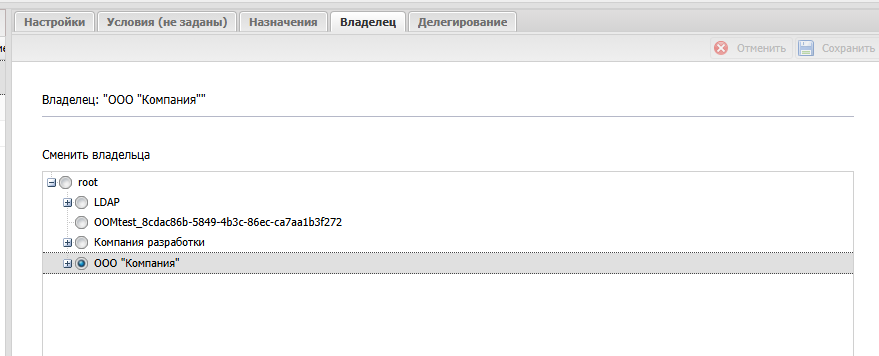 Настройки Условия (не заданы) Назначения Владелец Делегирование
Отменить Сохранить
Владелец: "ООО "Компания""
Сменить владельца
root
LDAP
OOMtest_8cdac86b-5849-4b3c-86ec-ca7aa1b3f272
Компания разработки
ООО "Компания"